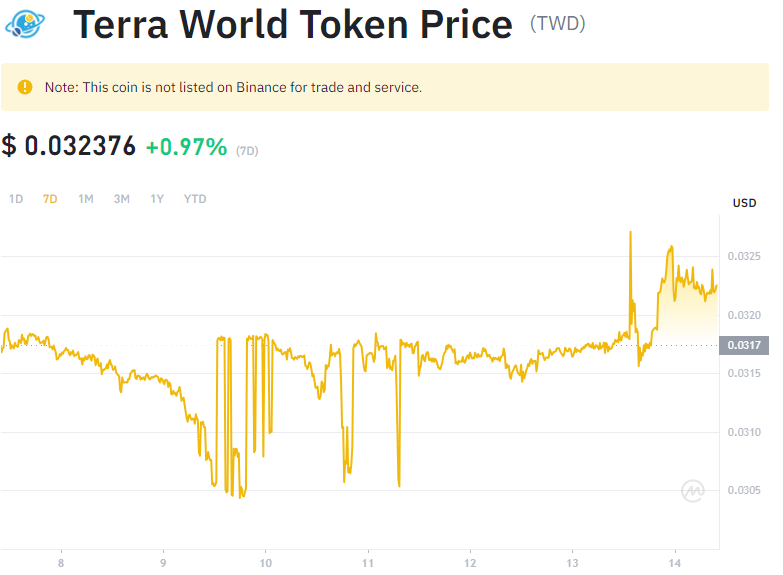 Terra World Token Price (TWD)
Note: This coin is not listed on Binance for trade and service.
$ 0.032376 +0.97% (7D)
1D 7D 1M 3M 1Y YTD
USD
0.0325
0.0320
0.0317
0.0315
0.0310
0.0305
8 9 10 11 12 13 14